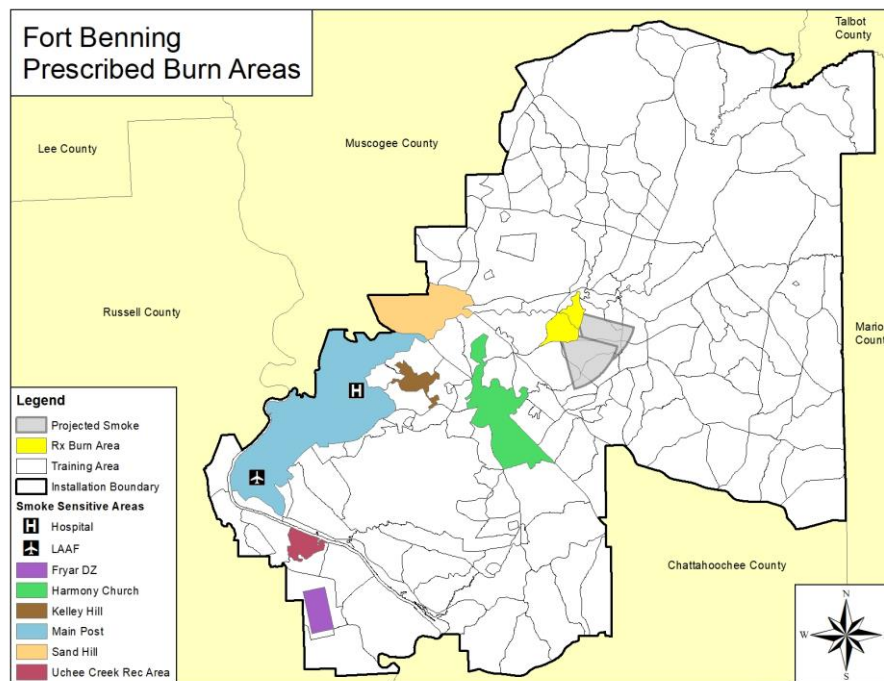 Fort Benning
Prescribed Burn Areas
Talbot
County
Lee County
Muscogee County
Russell County
Mario
County
Legend
Projected Smoke
Rx Burn Area
Training Area
Installation Boundary
Smoke Sensitive Areas
H
Hospital
LAAF
Fryar DZ
Harmony Church
Kelley Hill
Main Post
Sand Hill
Uchee Creek Rec Area
H
Chattahoochee County
N
W
E
S